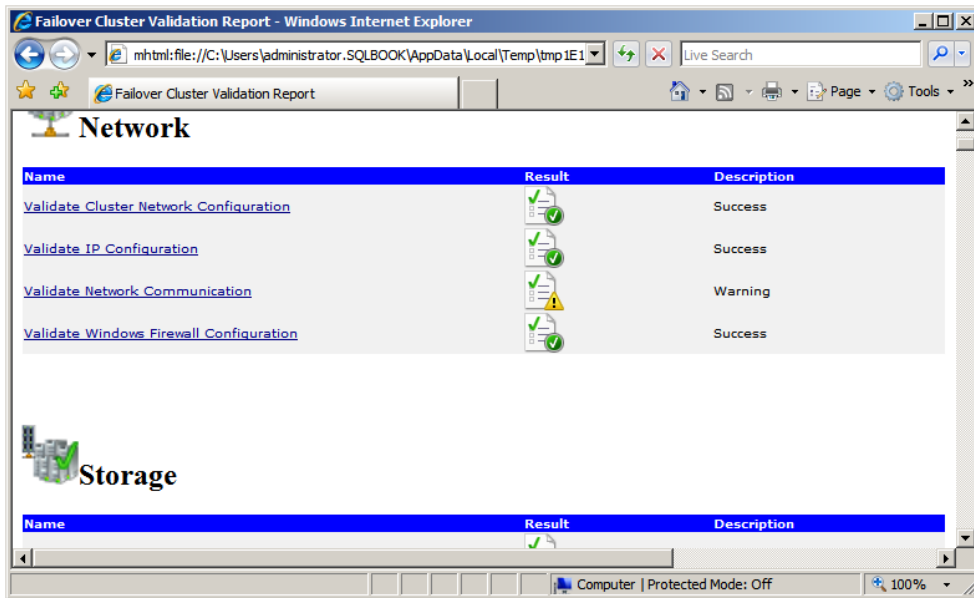 Failover Cluster Validation Report - Windows Internet Explorer
mhtml:file://C:\Users\administrator.SQLBOOK\AppData\Local\Temp\tmp1E1
Live Search
Failover Cluster Validation Report
Page
Tools
Network
Name Result Description
Validate Cluster Network Configuration Success
Validate IP Configuration Success
Validate Network Communication Warning
Validate Windows Firewall Configuration Success
Storage
Name Result Description
Computer | Protected Mode: Off
100%